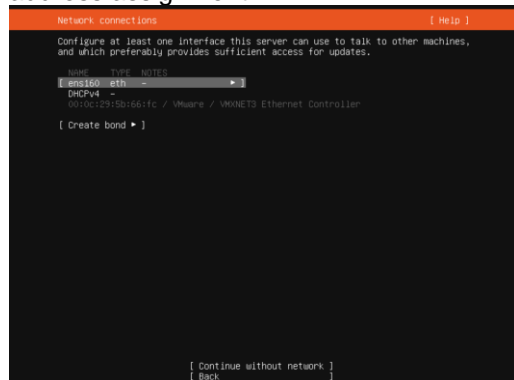 address assignment.
Network connections [ Help ]
Configure at least one interface this server can use to talk to other machines,
and which preferably provides sufficient access for updates.
NAME TYPE NOTES
[ ens160 eth - ▸ ]
DHCPv4 -
00:0c:29:5b:66:fc / VMware / VMXNET3 Ethernet Controller
[ Create bond ▸ ]
[ Continue without network ]
[ Back ]